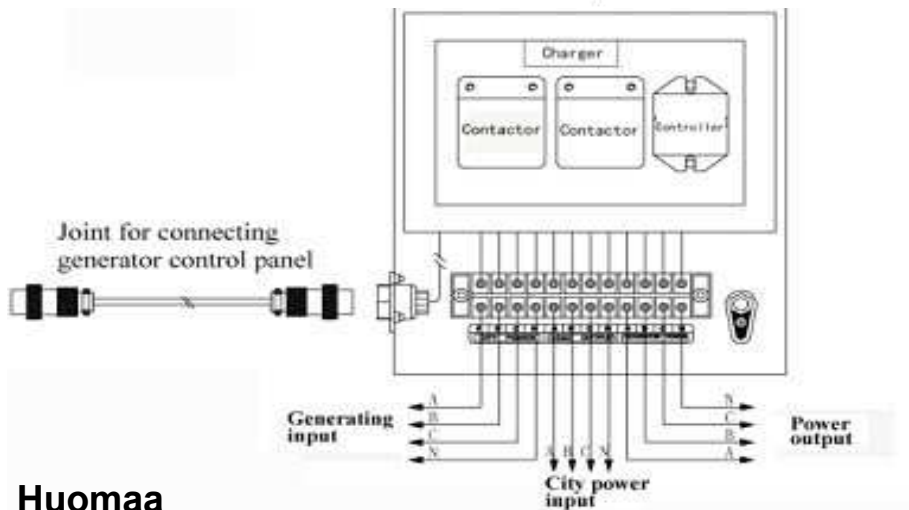 Charger
Contactor
Contactor
Controller
Joint for connecting
generator control panel
A
B
C
N
Generating
input
A B C N
City power
input
N
C
B
A
Power
output
Huomaa